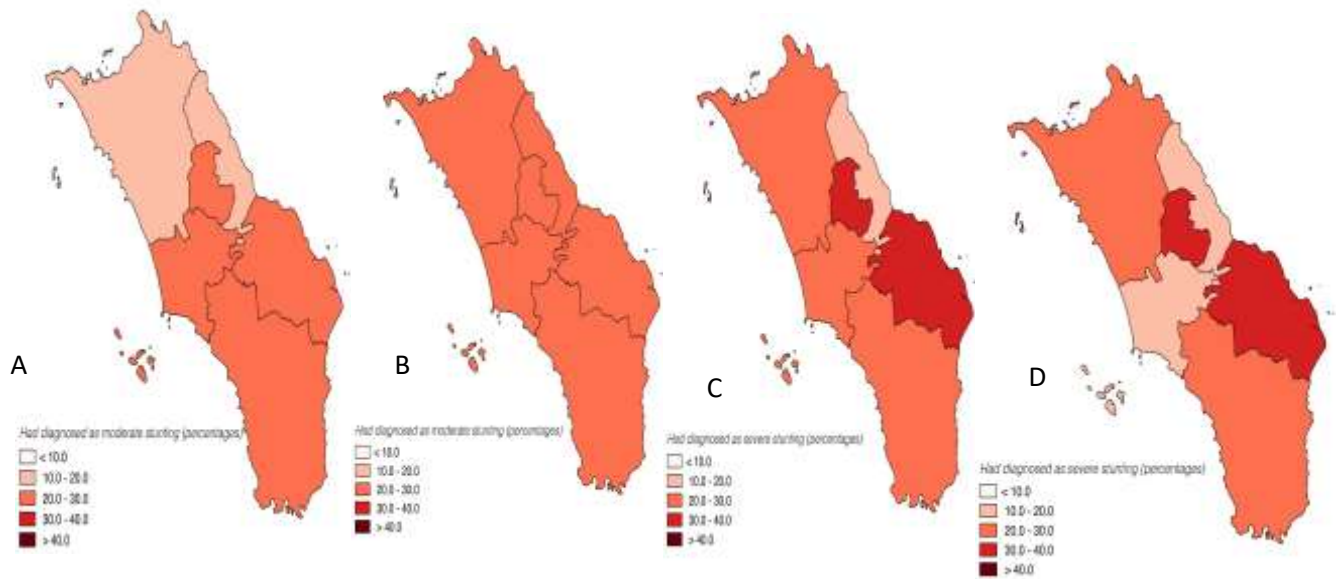 A
Had diagnosed as moderate stunting (percentages)
< 10.0
10.0 - 20.0
20.0 - 30.0
30.0 - 40.0
> 40.0
B
Had diagnosed as moderate stunting (percentages)
< 10.0
10.0 - 20.0
20.0 - 30.0
30.0 - 40.0
> 40.0
C
Had diagnosed as severe stunting (percentages)
< 10.0
10.0 - 20.0
20.0 - 30.0
30.0 - 40.0
> 40.0
D
Had diagnosed as severe stunting (percentages)
< 10.0
10.0 - 20.0
20.0 - 30.0
30.0 - 40.0
> 40.0